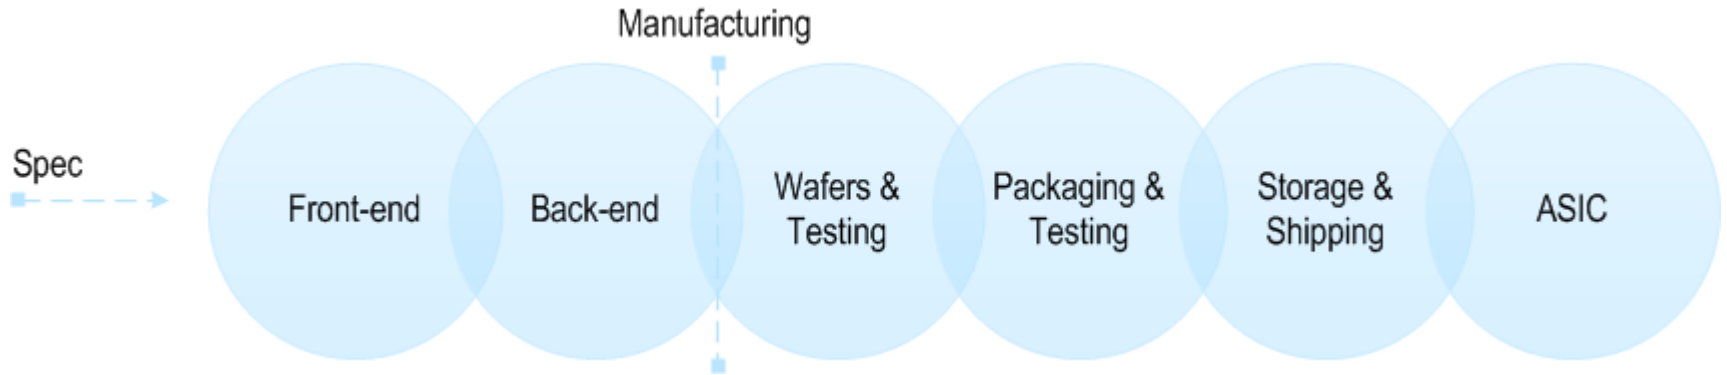 Manufacturing
Spec
Front-end
Back-end
Wafers &
Testing
Packaging &
Testing
Storage &
Shipping
ASIC